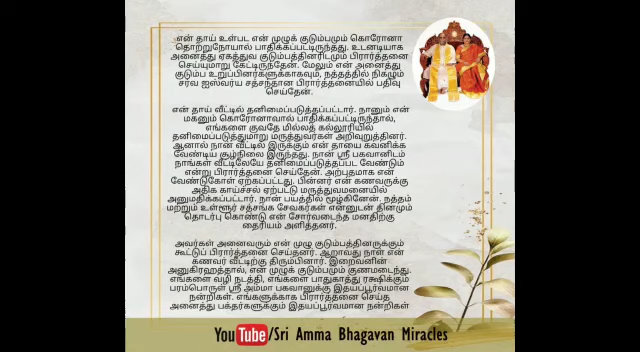 என் தாய் உள்பட என் முழுக் குடும்பமும் கொரோனா
தொற்றுநோயால் பாதிக்கப்பட்டிருந்தது. உடனடியாக
அனைத்து ஏகத்துவ குடும்பத்தினரிடமும் பிரார்த்தனை
செய்யுமாறு கேட்டிருந்தேன். மேலும் என் அனைத்து
குடும்ப உறுப்பினர்களுக்காகவும், நத்தத்தில் நிகழும்
சர்வ ஐஸ்வர்ய சத்சந்தான பிரார்த்தனையில் பதிவு
செய்தேன்.
என் தாய் வீட்டில் தனிமைப்படுத்தப்பட்டார். நானும் என்
மகனும் கொரோனாவால் பாதிக்கப்பட்டிருந்தால்,
எங்களை குவதே மில்லத் கல்லூரியில்
தனிமைப்படுத்துமாறு மருத்துவர்கள் அறிவுறுத்தினர்.
ஆனால் நான் வீட்டில் இருக்கும் என் தாயை கவனிக்க
வேண்டிய சூழ்நிலை இருந்தது. நான் ஸ்ரீ பகவானிடம்
நாங்கள் வீட்டிலேயே தனிமைப்படுத்தப்பட வேண்டும்
என்று பிரார்த்தனை செய்தேன். அற்புதமாக என்
வேண்டுகோள் ஏற்கப்பட்டது. பின்னர் என் கணவருக்கு
அதிக காய்ச்சல் ஏற்பட்டு மருத்துவமனையில்
அனுமதிக்கப்பட்டார். நான் பயத்தில் மூழ்கினேன். நத்தம்
மற்றும் உள்ளூர் சத்சங்க சேவகர்கள் என்னுடன் தினமும்
தொடர்பு கொண்டு என் சோர்வடைந்த மனதிற்கு
தைரியம் அளித்தனர்.
அவர்கள் அனைவரும் என் முழு குடும்பத்தினருக்கும்
கூட்டுப் பிரார்த்தனை செய்தனர். ஆறாவது நாள் என்
கணவர் வீட்டிற்கு திரும்பினார். இறைவனின்
அனுகிரஹத்தால், என் முழுக் குடும்பமும் குணமடைந்து.
எங்களை வழி நடத்தி, எங்களை பாதுகாத்து ரக்ஷிக்கும்
பரம்பொருள் ஸ்ரீ அம்மா பகவானுக்கு இதயப்பூர்வமான
நன்றிகள். எங்களுக்காக பிரார்த்தனை செய்த
அனைத்து பக்தர்களுக்கும் இதயப்பூர்வமான நன்றிகள்
YouTube/Sri Amma Bhagavan Miracles